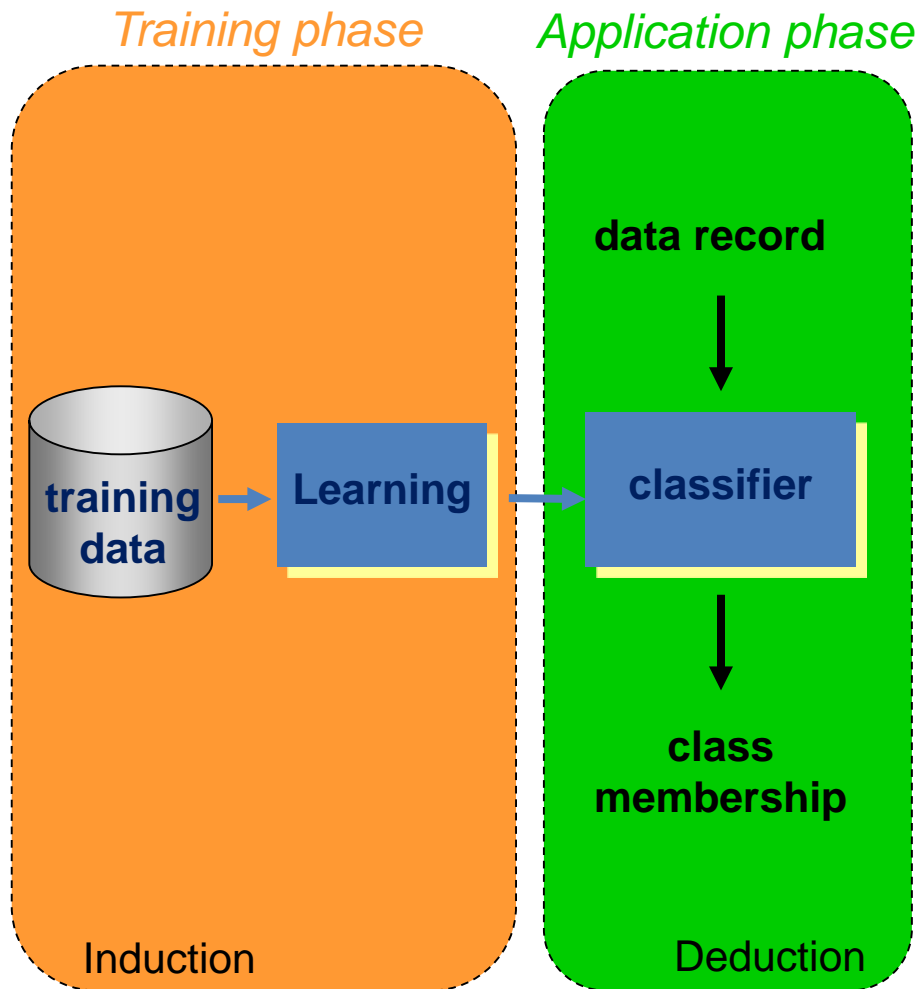 Training phase
Application phase
data record
training
data
Learning
classifier
class
membership
Induction
Deduction